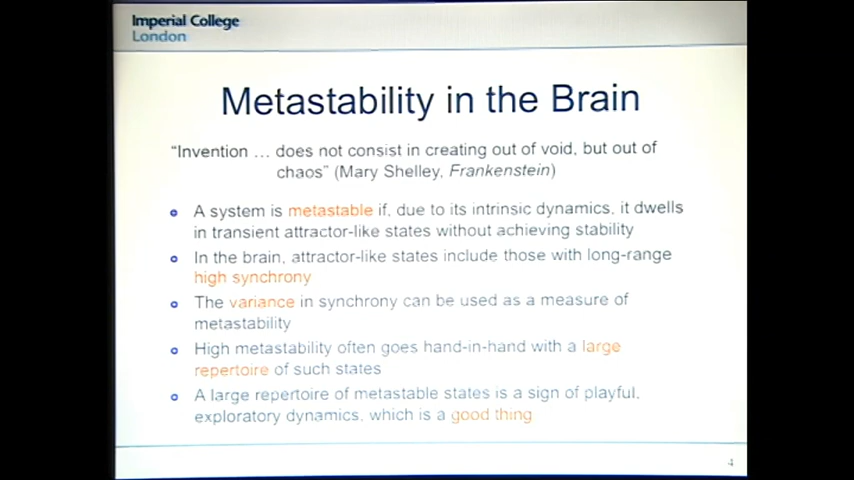 Imperial College
London
Metastability in the Brain
“Invention … does not consist in creating out of void, but out of
chaos” (Mary Shelley, Frankenstein)
A system is metastable if, due to its intrinsic dynamics, it dwells
in transient attractor-like states without achieving stability
In the brain, attractor-like states include those with long-range
high synchrony
The variance in synchrony can be used as a measure of
metastability
High metastability often goes hand-in-hand with a large
repertoire of such states
A large repertoire of metastable states is a sign of playful,
exploratory dynamics, which is a good thing
4